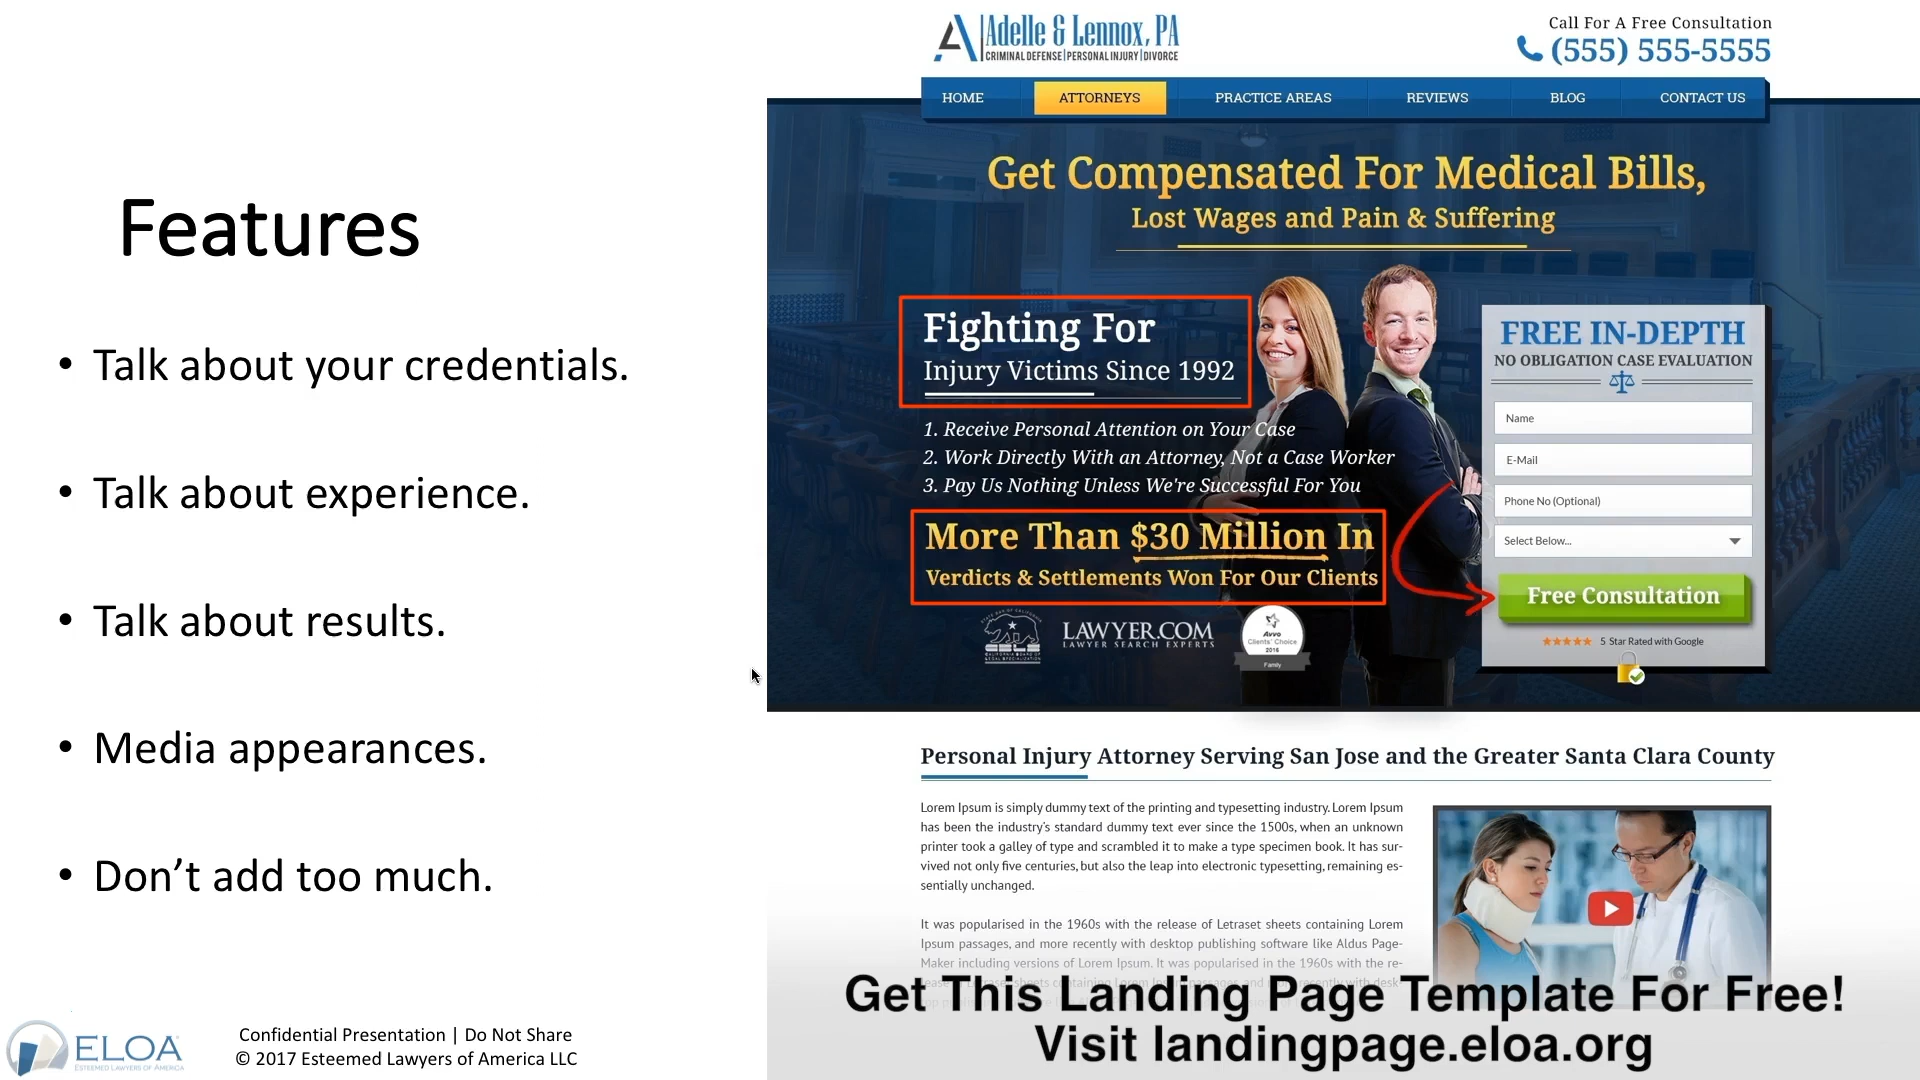 Features
• Talk about your credentials.
• Talk about experience.
• Talk about results.
• Media appearances.
• Don’t add too much.
ELOA
ESTEEMED LAWYERS OF AMERICA
Confidential Presentation | Do Not Share
© 2017 Esteemed Lawyers of America LLC
Adelle & Lennox, PA
CRIMINAL DEFENSE|PERSONAL INJURY|DIVORCE
Call For A Free Consultation
(555) 555-5555
HOME ATTORNEYS PRACTICE AREAS REVIEWS BLOG CONTACT US
Get Compensated For Medical Bills,
Lost Wages and Pain & Suffering
Fighting For
Injury Victims Since 1992
1. Receive Personal Attention on Your Case
2. Work Directly With an Attorney, Not a Case Worker
3. Pay Us Nothing Unless We're Successful For You
More Than $30 Million In
Verdicts & Settlements Won For Our Clients
LAWYER.COM
LAWYER SEARCH EXPERTS
Avvo
Clients' Choice
2016
Family
FREE IN-DEPTH
NO OBLIGATION CASE EVALUATION
Name
E-Mail
Phone No (Optional)
Select Below...
Free Consultation
5 Star Rated with Google
Personal Injury Attorney Serving San Jose and the Greater Santa Clara County
Lorem Ipsum is simply dummy text of the printing and typesetting industry. Lorem Ipsum
has been the industry's standard dummy text ever since the 1500s, when an unknown
printer took a galley of type and scrambled it to make a type specimen book. It has sur-
vived not only five centuries, but also the leap into electronic typesetting, remaining es-
sentially unchanged.
It was popularised in the 1960s with the release of Letraset sheets containing Lorem
Ipsum passages, and more recently with desktop publishing software like Aldus Page-
Maker including versions of Lorem Ipsum. It was popularised in the 1960s with the re-
Get This Landing Page Template For Free!
Visit landingpage.eloa.org